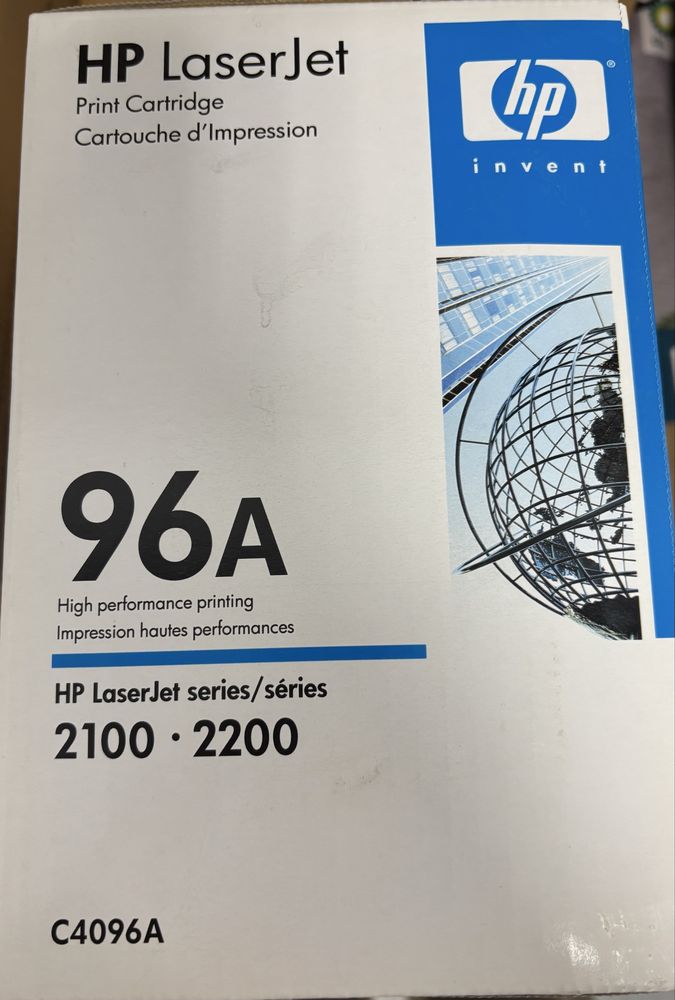 HP LaserJet
Print Cartridge
Cartouche d'Impression
hp®
invent
96A
High performance printing
Impression hautes performances
HP LaserJet series/séries
2100 · 2200
C4096A